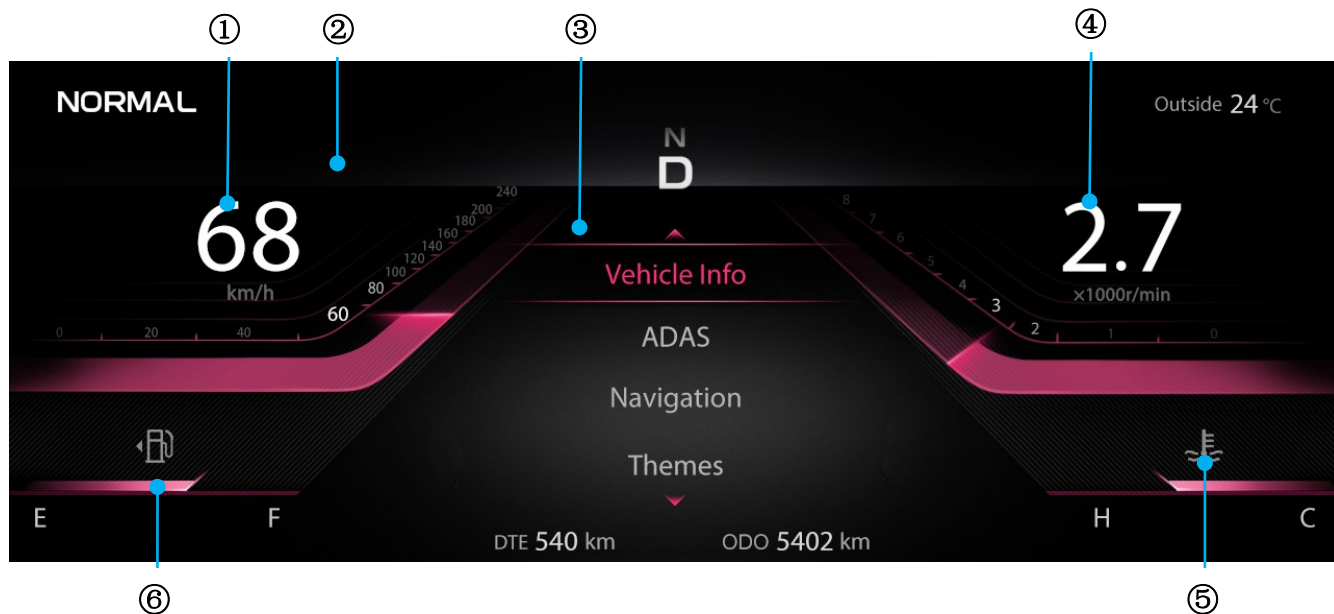 ① ② ③ ④
NORMAL
Outside 24 °C
N
D
68
km/h
2.7
×1000r/min
0 20 40 60 80 100 120 140 160 180 200 240
8 7 6 5 4 3 2 1 0
Vehicle Info
ADAS
Navigation
Themes
E F
H C
DTE 540 km ODO 5402 km
⑥ ⑤